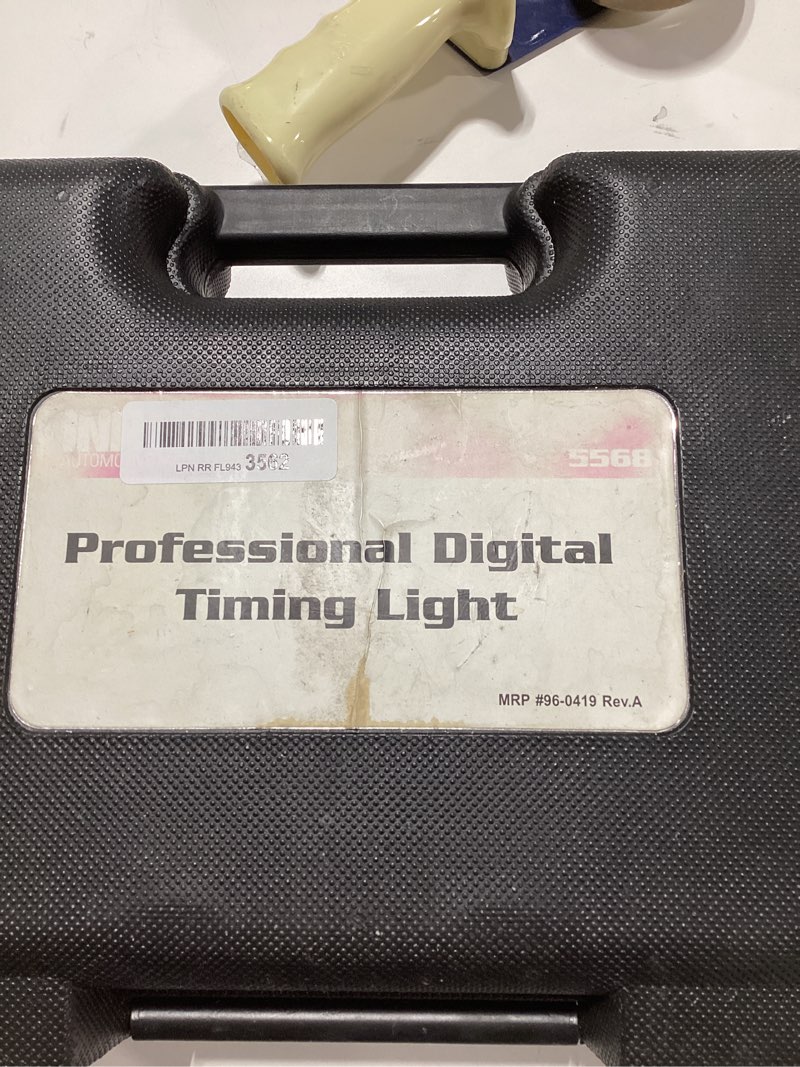 5568
LPN RR FL943 3562
Professional Digital
Timing Light
MRP #96-0419 Rev.A